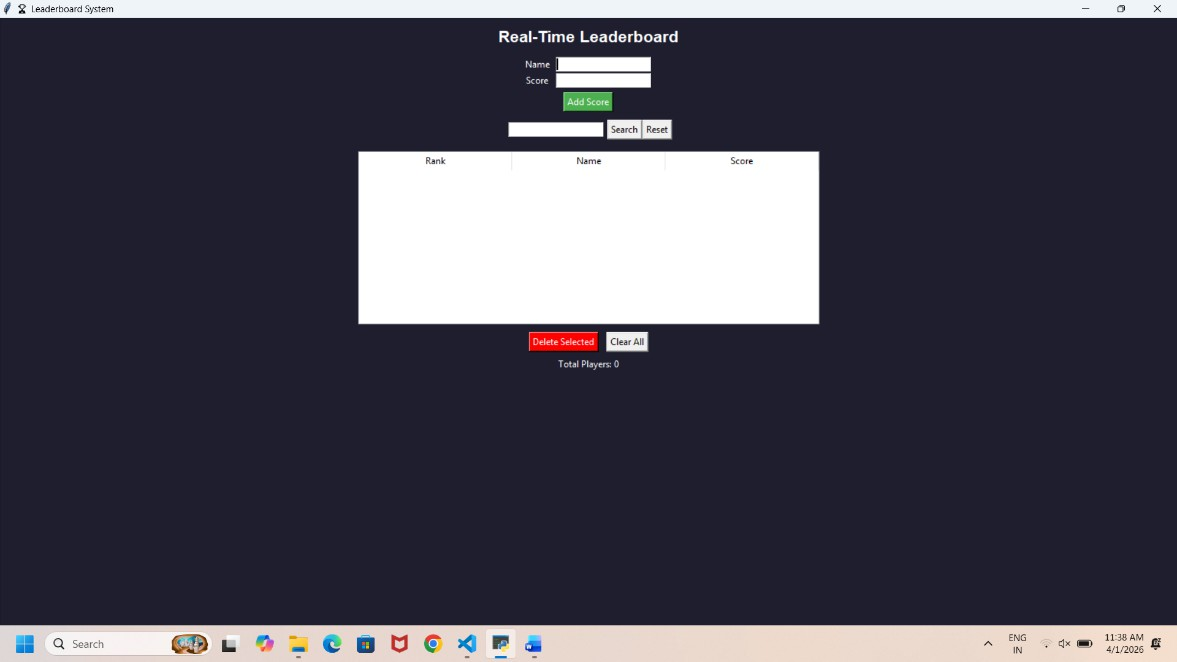 Leaderboard System
Real-Time Leaderboard
Name
Score
Add Score
Search Reset
Rank Name Score
Delete Selected Clear All
Total Players: 0
Search
ENG
IN
11:38 AM
4/1/2026